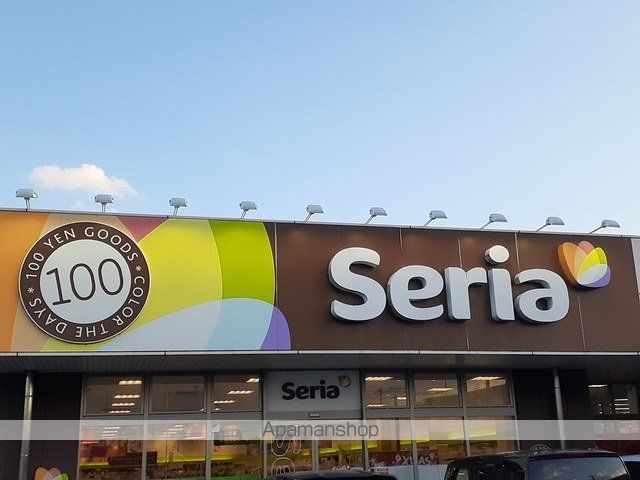 * 100 YEN GOODS * COLOR THE DAYS
100
Seria
Seria
Apamanshop